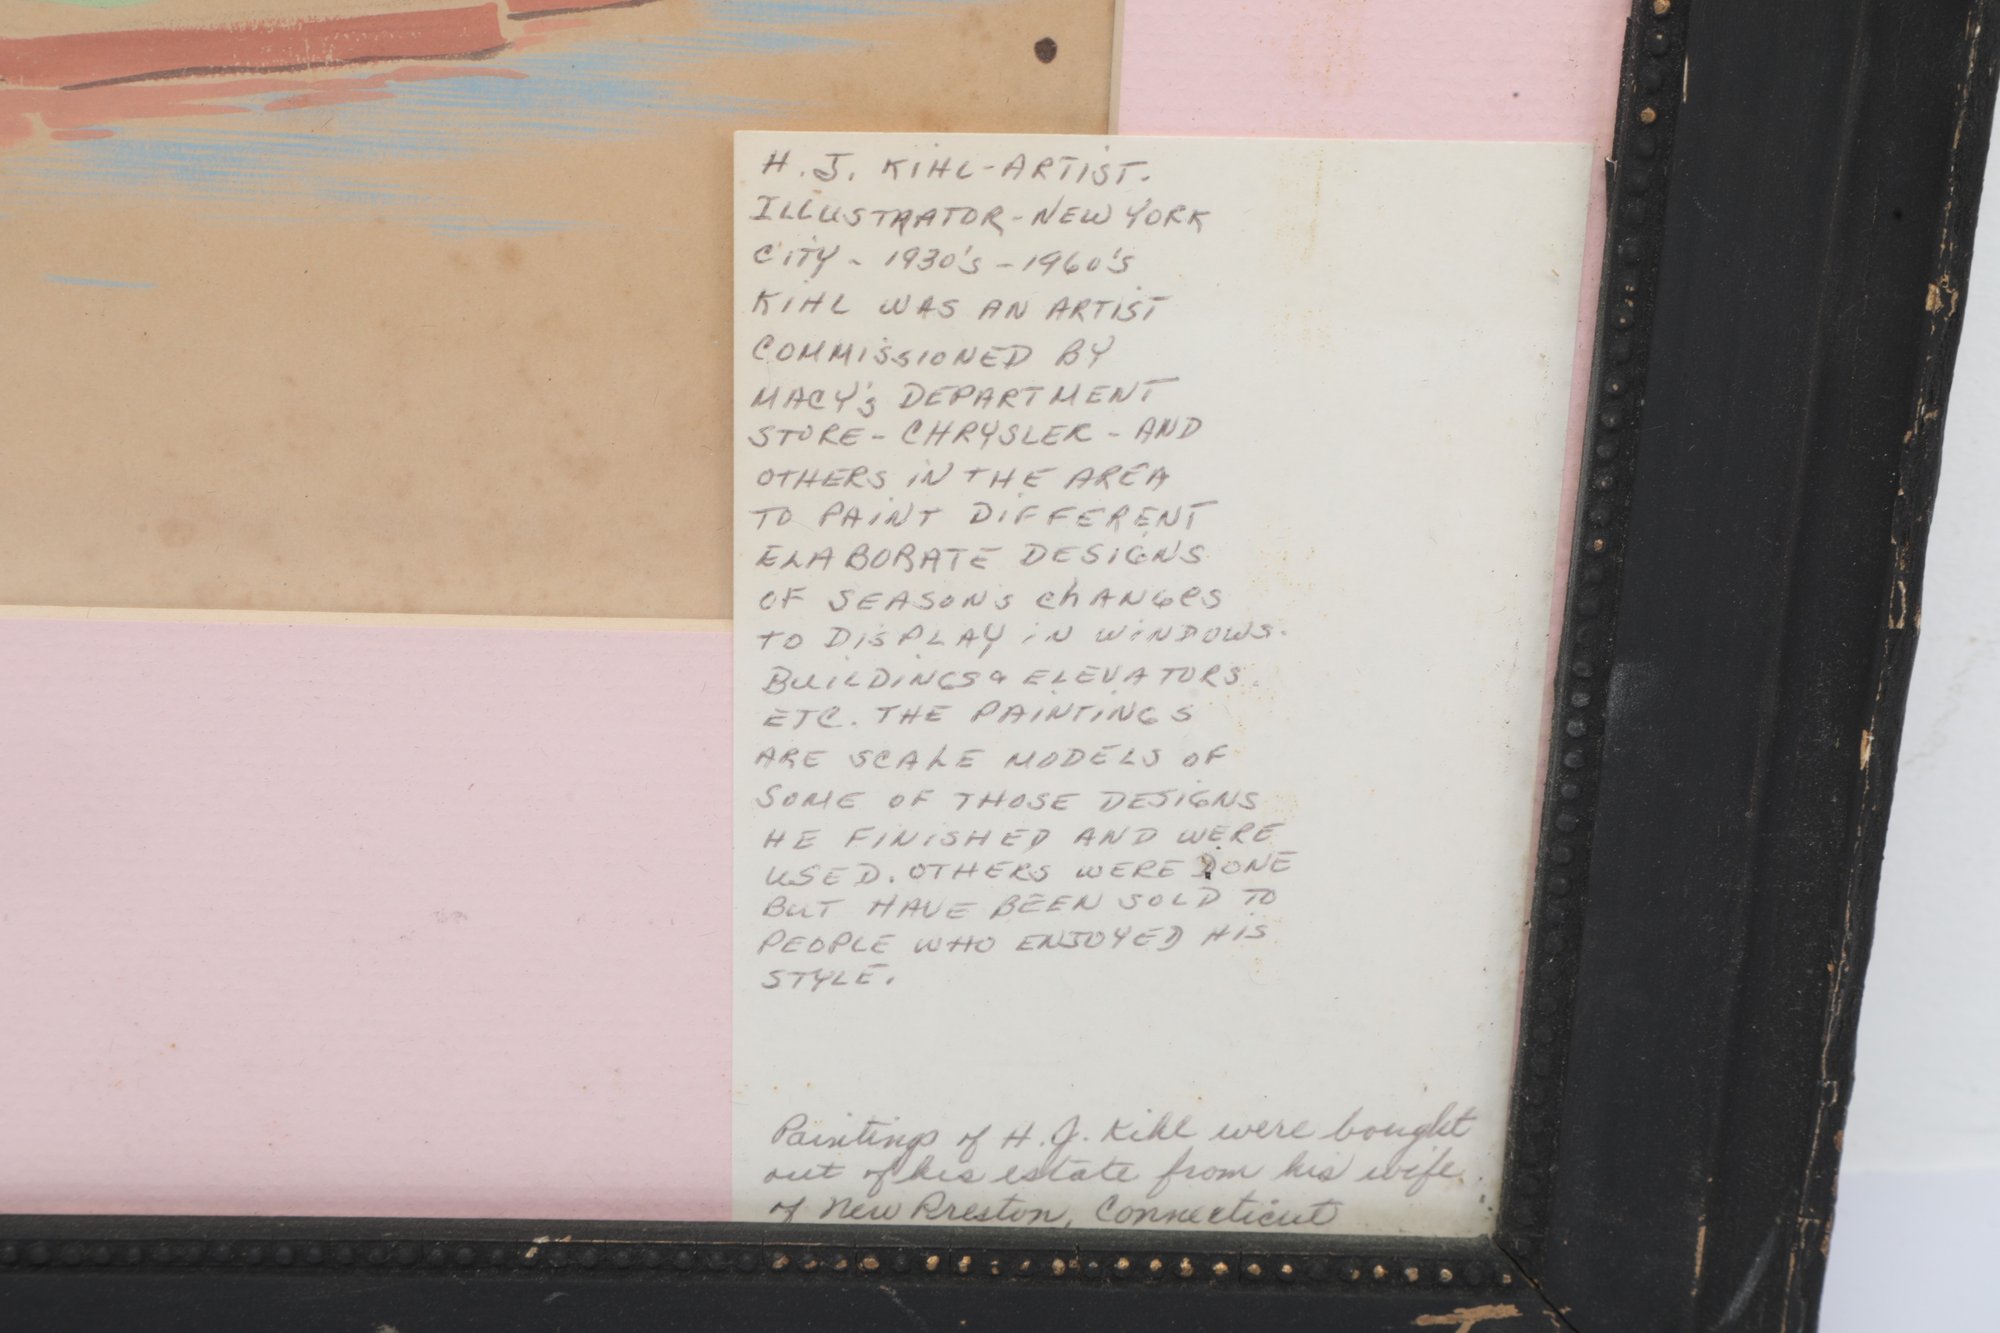 H. J. KIHL-ARTIST.
ILLUSTRATOR-NEW YORK
CITY - 1930's - 1960's
KIHL WAS AN ARTIST
COMMISSIONED BY
MACY's DEPARTMENT
STORE- CHRYSLER - AND
OTHERS IN THE AREA
TO PAINT DIFFERENT
ELABORATE DESIGNS
OF SEASONS ChANGES
TO DISPLAY IN WINDOWS.
BUILDINGS & ELEVATORS.
ETC. THE PAINTINGS
ARE SCALE MODELS OF
SOME OF THOSE DESIGNS
HE FINISHED AND WERE
USED. OTHERS WERE DONE
BUT HAVE BEEN SOLD TO
PEOPLE WHO ENJOYED HIS
STYLE.
Paintings of H. J. Kihl were bought
out of his estate from his wife.
of New Preston, Connecticut